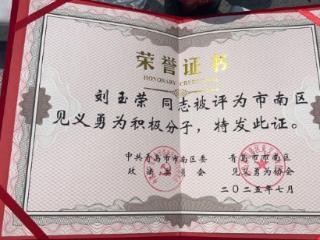 荣誉证书
HONORARY CREDENTIAL
刘玉荣 同志被评为市南区
见义勇为积极分子，特发此证。
中共青岛市市南区委 青岛市市南区
政法委员会 见义勇为协会
二〇二五年七月